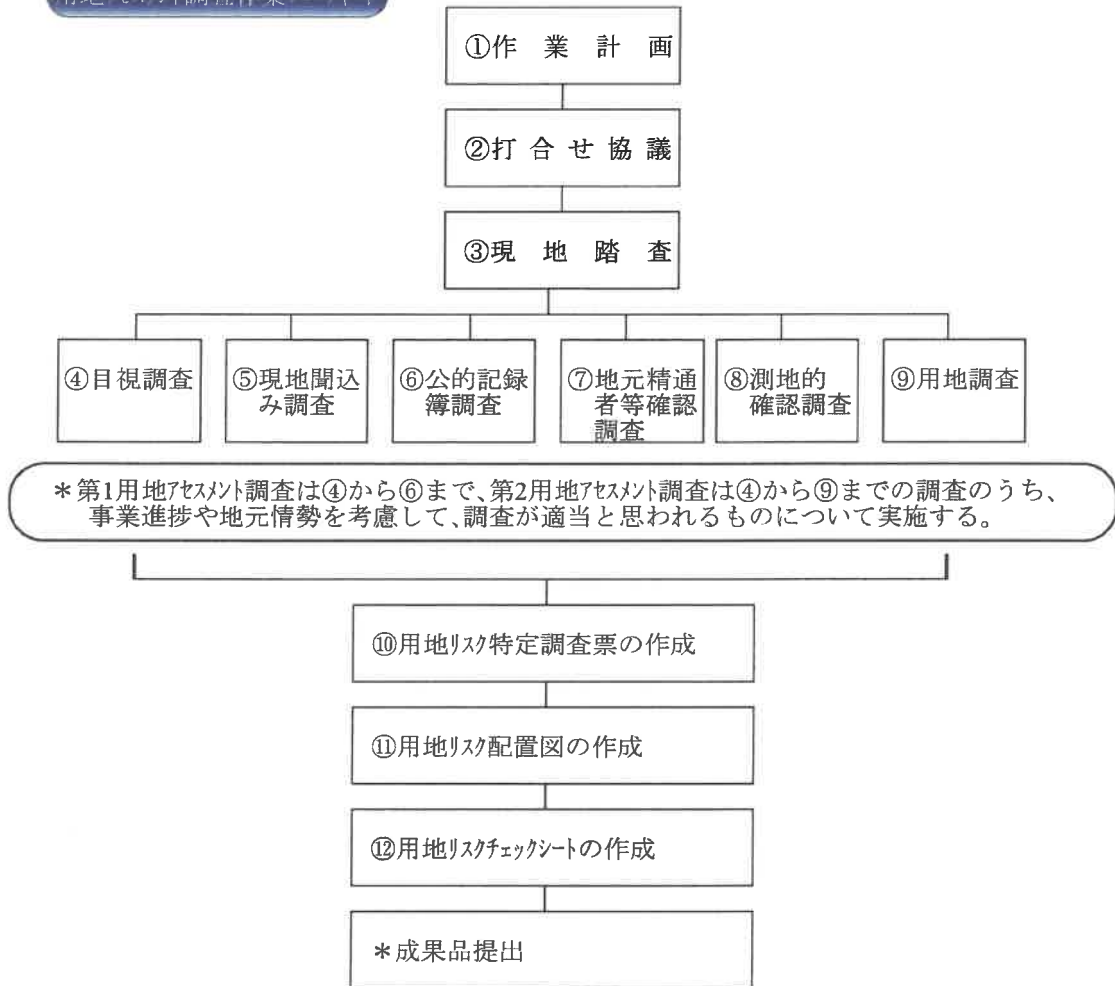 ①作業計画
②打合せ協議
③現地踏査
④目視調査
⑤現地聞込
み調査
⑥公的記録
簿調査
⑦地元精通
者等確認
調査
⑧測地的
確認調査
⑨用地調査
＊第1用地ｱｾｽﾒﾝﾄ調査は④から⑥まで、第2用地ｱｾｽﾒﾝﾄ調査は④から⑨までの調査のうち、
事業進捗や地元情勢を考慮して、調査が適当と思われるものについて実施する。
⑩用地ﾘｽｸ特定調査票の作成
⑪用地ﾘｽｸ配置図の作成
⑫用地ﾘｽｸﾁｪｯｸｼｰﾄの作成
＊成果品提出